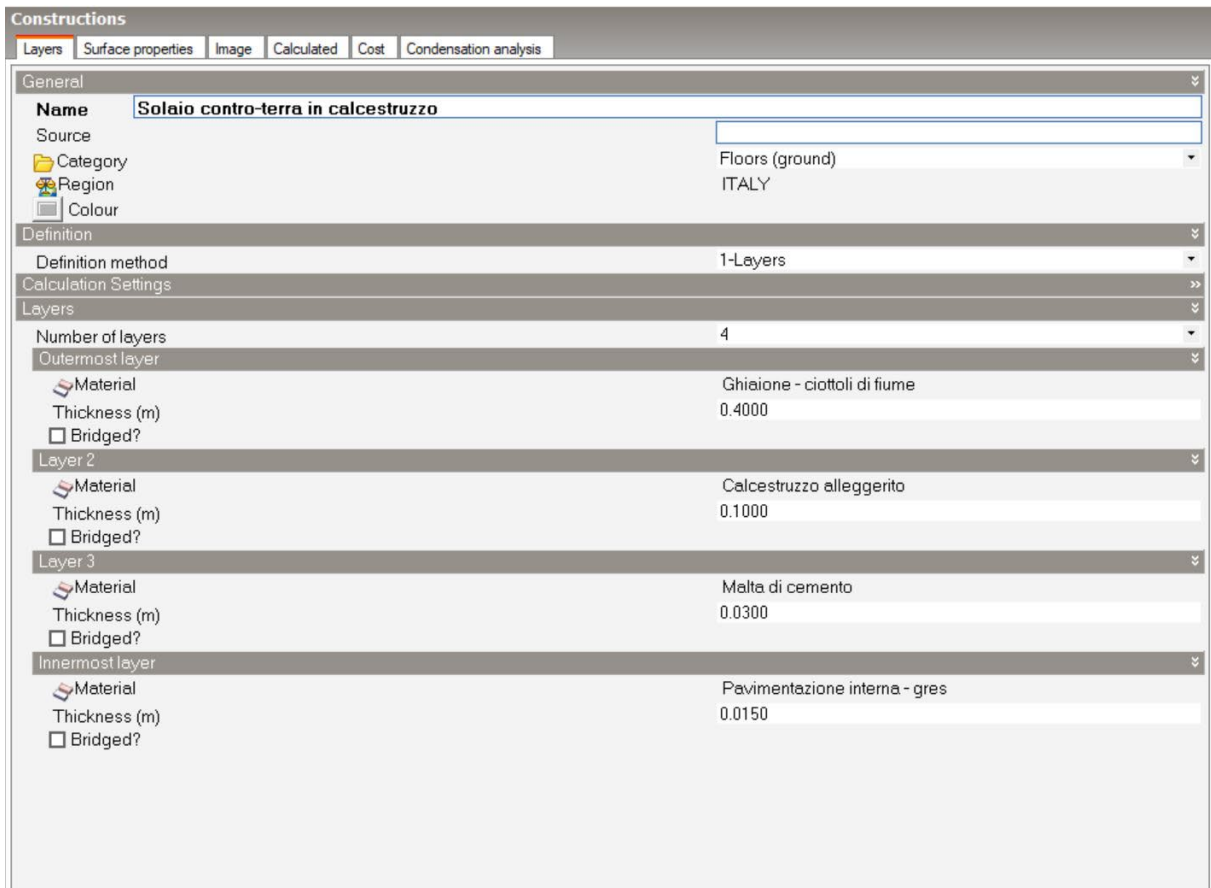 Constructions
Layers Surface properties Image Calculated Cost Condensation analysis
General
Name Solaio contro-terra in calcestruzzo
Source
Category Floors (ground)
Region ITALY
Colour
Definition
Definition method 1-Layers
Calculation Settings
Layers
Number of layers 4
Outermost layer
Material Ghiaione - ciottoli di fiume
Thickness (m) 0.4000
Bridged?
Layer 2
Material Calcestruzzo alleggerito
Thickness (m) 0.1000
Bridged?
Layer 3
Material Malta di cemento
Thickness (m) 0.0300
Bridged?
Innermost layer
Material Pavimentazione interna - gres
Thickness (m) 0.0150
Bridged?